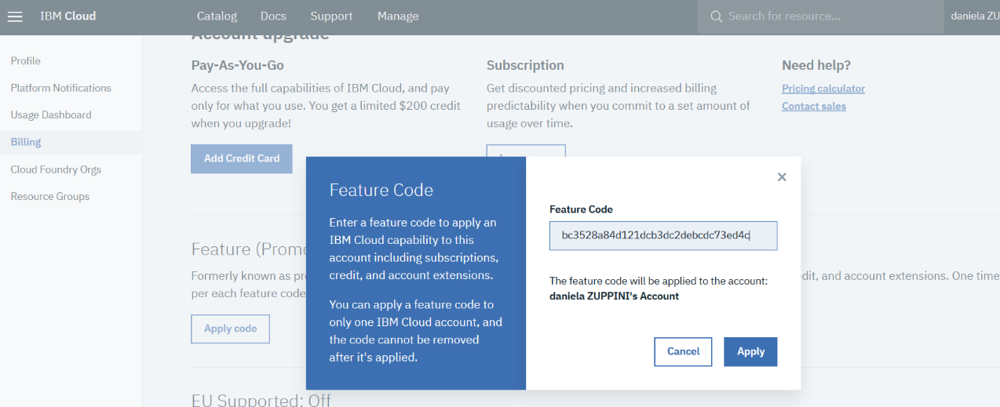 IBM Cloud
Catalog
Docs
Support
Manage
Search for resource...
daniela ZU
Profile
Platform Notifications
Usage Dashboard
Billing
Cloud Foundry Orgs
Resource Groups
Account upgrade
Pay-As-You-Go
Access the full capabilities of IBM Cloud, and pay
only for what you use. You get a limited $200 credit
when you upgrade!
Add Credit Card
Subscription
Get discounted pricing and increased billing
predictability when you commit to a set amount of
usage over time.
Need help?
Pricing calculator
Contact sales
Feature (Promo
Formerly known as pr
edit, and account extensions. One time
per each feature code
Apply code
EU Supported: Off
Feature Code
Enter a feature code to apply an
IBM Cloud capability to this
account including subscriptions,
credit, and account extensions.
You can apply a feature code to
only one IBM Cloud account, and
the code cannot be removed
after it's applied.
Feature Code
bc3528a84d121dcb3dc2debcdc73ed4c
The feature code will be applied to the account:
daniela ZUPPINI's Account
Cancel
Apply